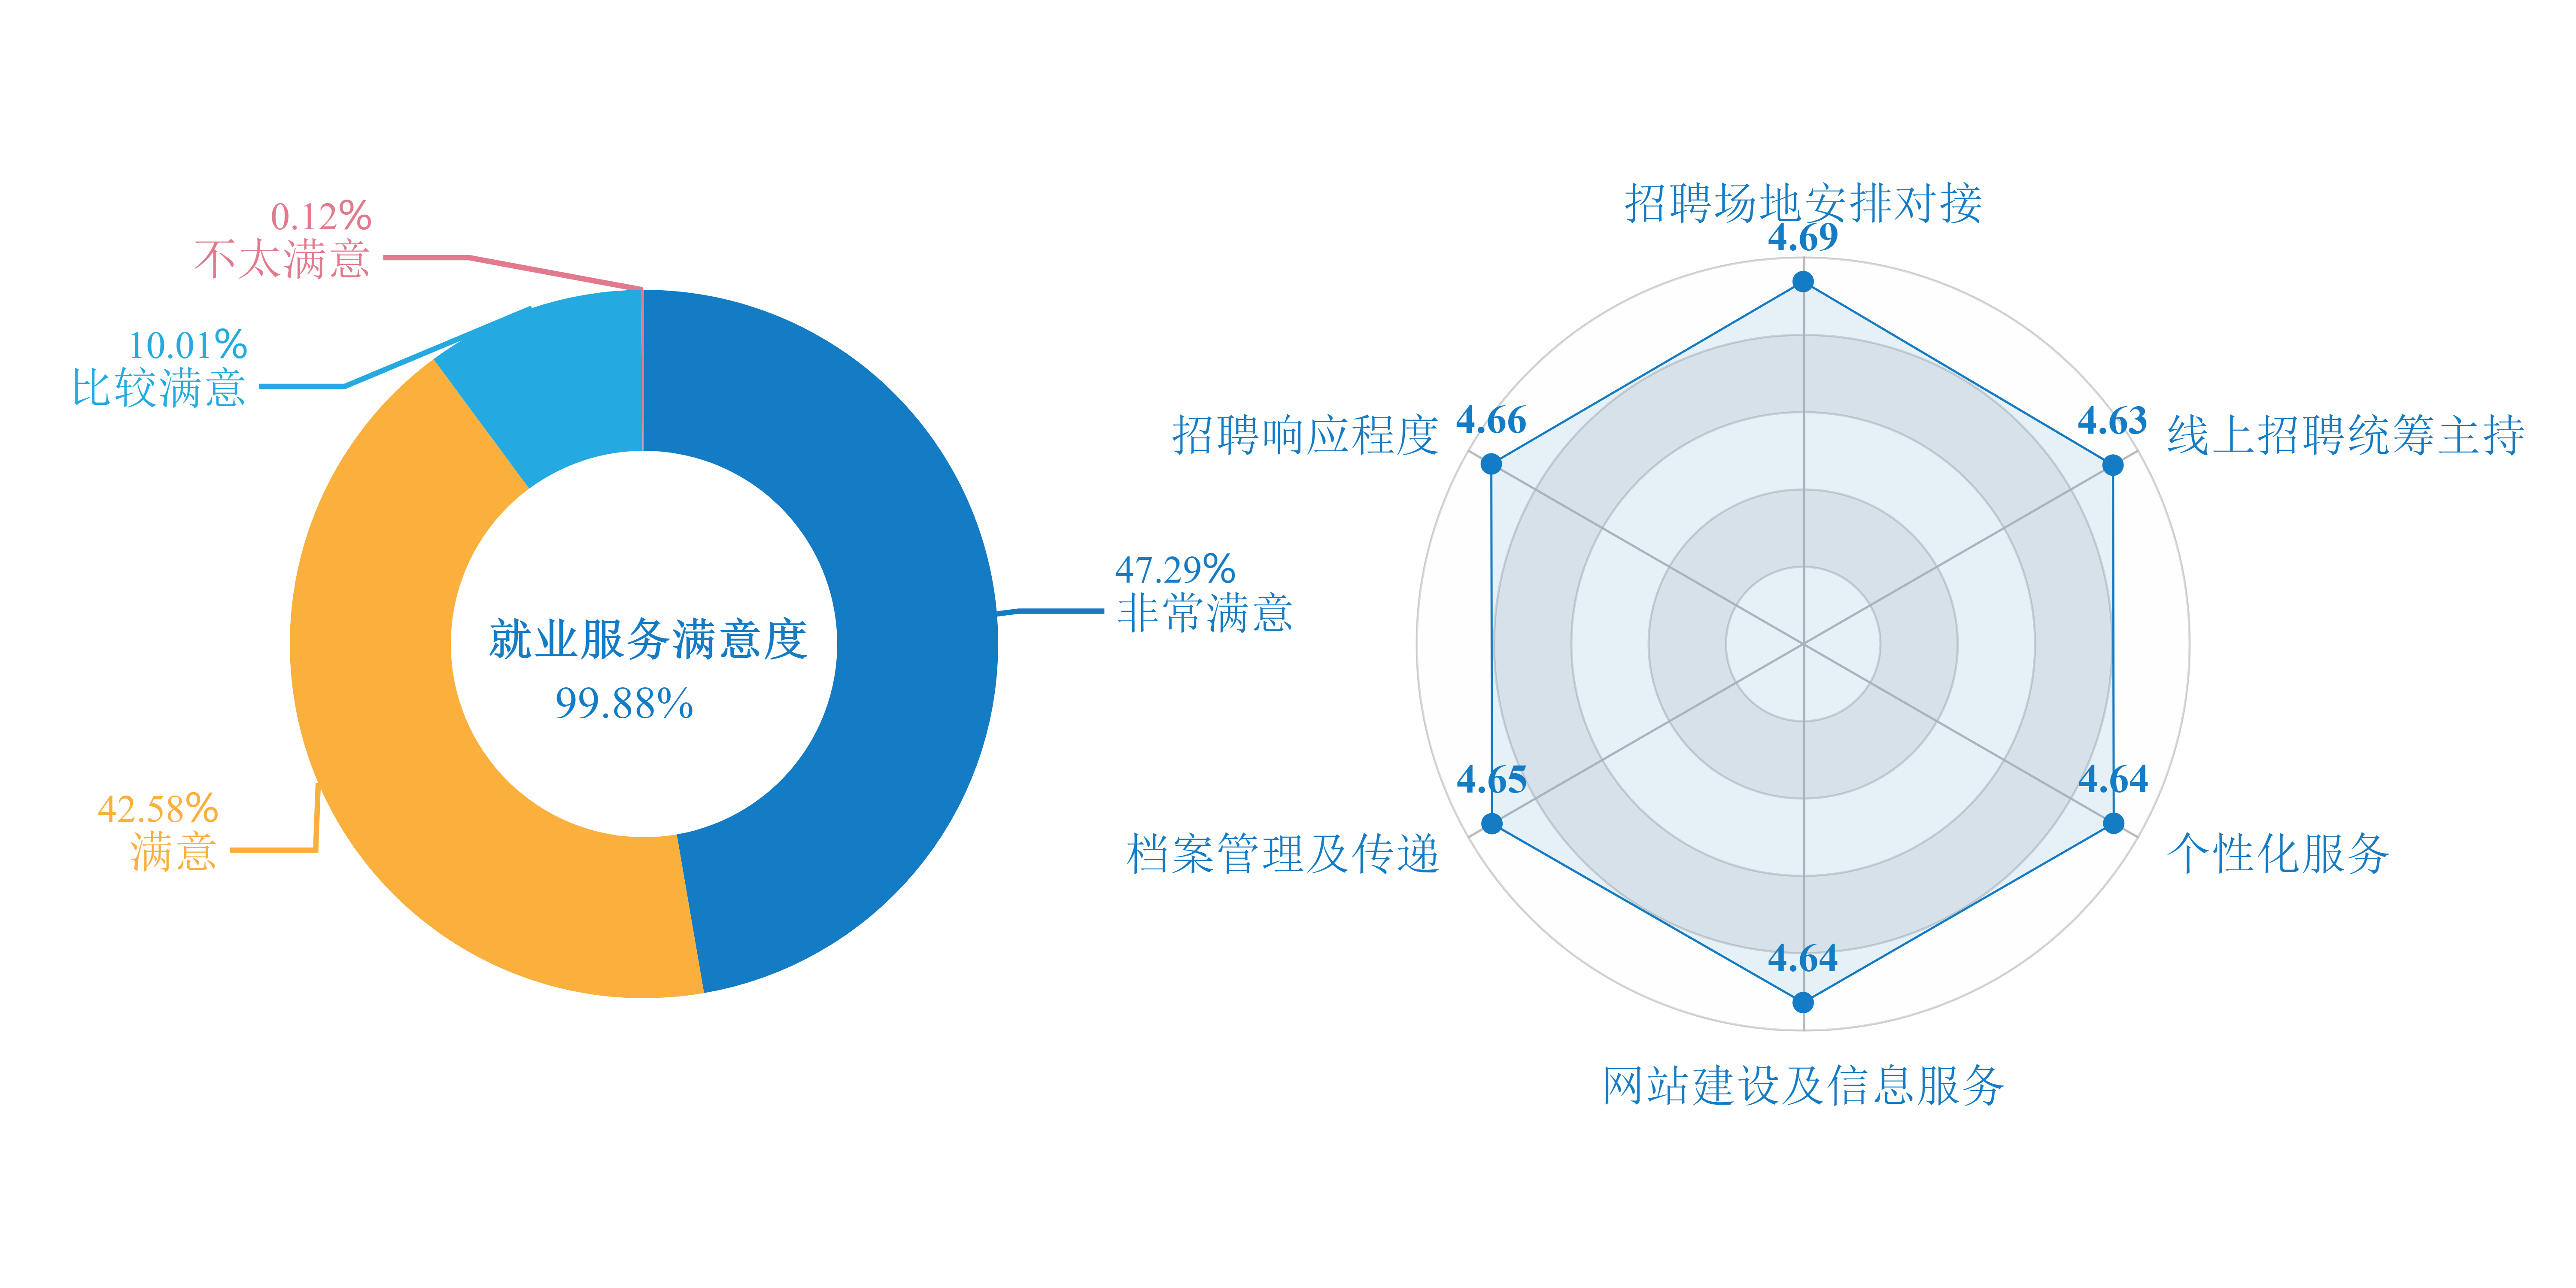 0.12%
不太满意
10.01%
比较满意
47.29%
非常满意
就业服务满意度
99.88%
42.58%
满意
招聘场地安排对接
4.69
招聘响应程度
4.66
4.63
线上招聘统筹主持
4.65
档案管理及传递
4.64
个性化服务
4.64
网站建设及信息服务